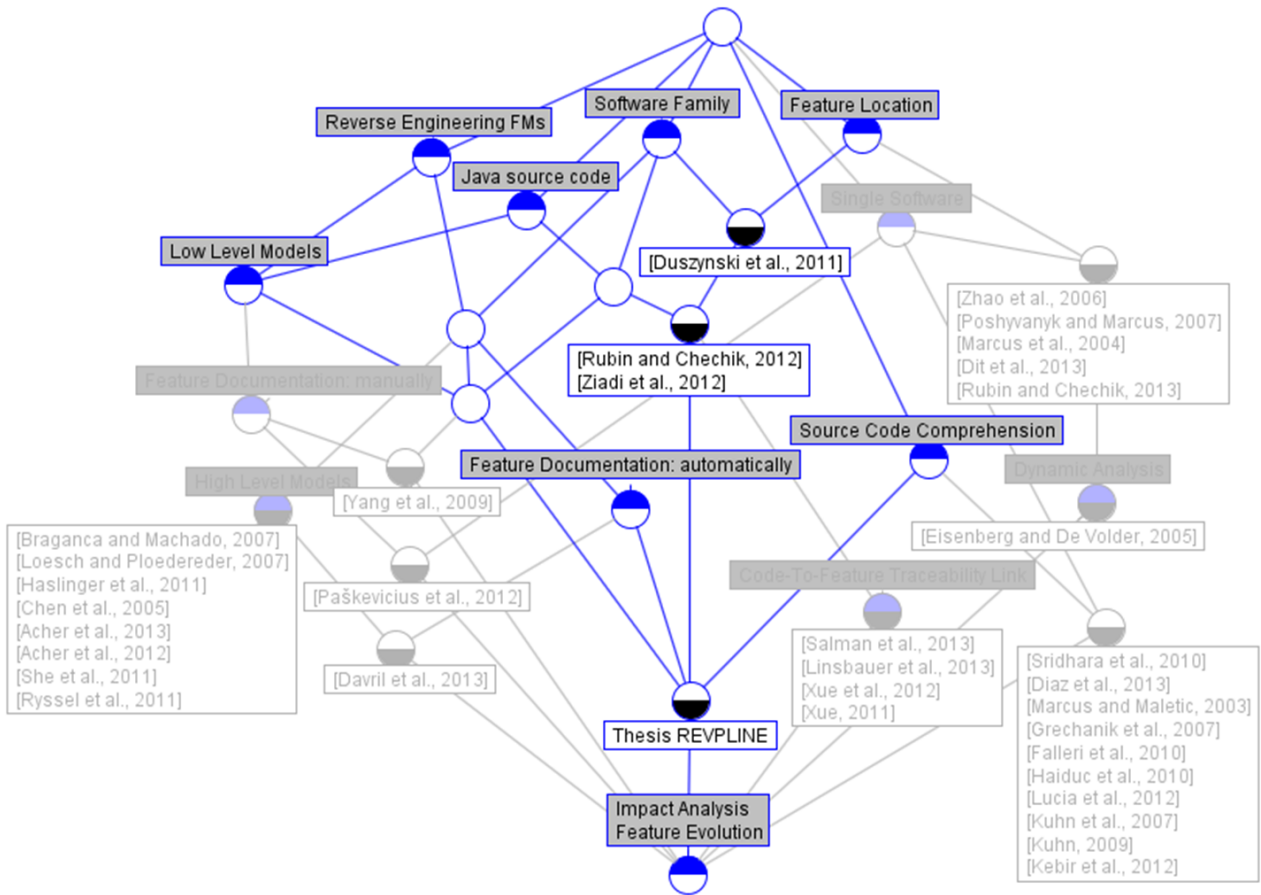 Software Family
Feature Location
Reverse Engineering FMs
Java source code
Single Software
Low Level Models
[Duszynski et al., 2011]
[Zhao et al., 2006]
[Poshyvanyk and Marcus, 2007]
[Marcus et al., 2004]
[Dit et al., 2013]
[Rubin and Chechik, 2013]
[Rubin and Chechik, 2012]
[Ziadi et al., 2012]
Feature Documentation: manually
Source Code Comprehension
Feature Documentation: automatically
Dynamic Analysis
High Level Models
[Yang et al., 2009]
[Eisenberg and De Volder, 2005]
[Braganca and Machado, 2007]
[Loesch and Ploedereder, 2007]
[Haslinger et al., 2011]
[Chen et al., 2005]
[Acher et al., 2013]
[Acher et al., 2012]
[She et al., 2011]
[Ryssel et al., 2011]
[Paškevicius et al., 2012]
[Davril et al., 2013]
Code-To-Feature Traceability Link
[Salman et al., 2013]
[Linsbauer et al., 2013]
[Xue et al., 2012]
[Xue, 2011]
[Sridhara et al., 2010]
[Diaz et al., 2013]
[Marcus and Maletic, 2003]
[Grechanik et al., 2007]
[Falleri et al., 2010]
[Haiduc et al., 2010]
[Lucia et al., 2012]
[Kuhn et al., 2007]
[Kuhn, 2009]
[Kebir et al., 2012]
Thesis REVPLINE
Impact Analysis
Feature Evolution